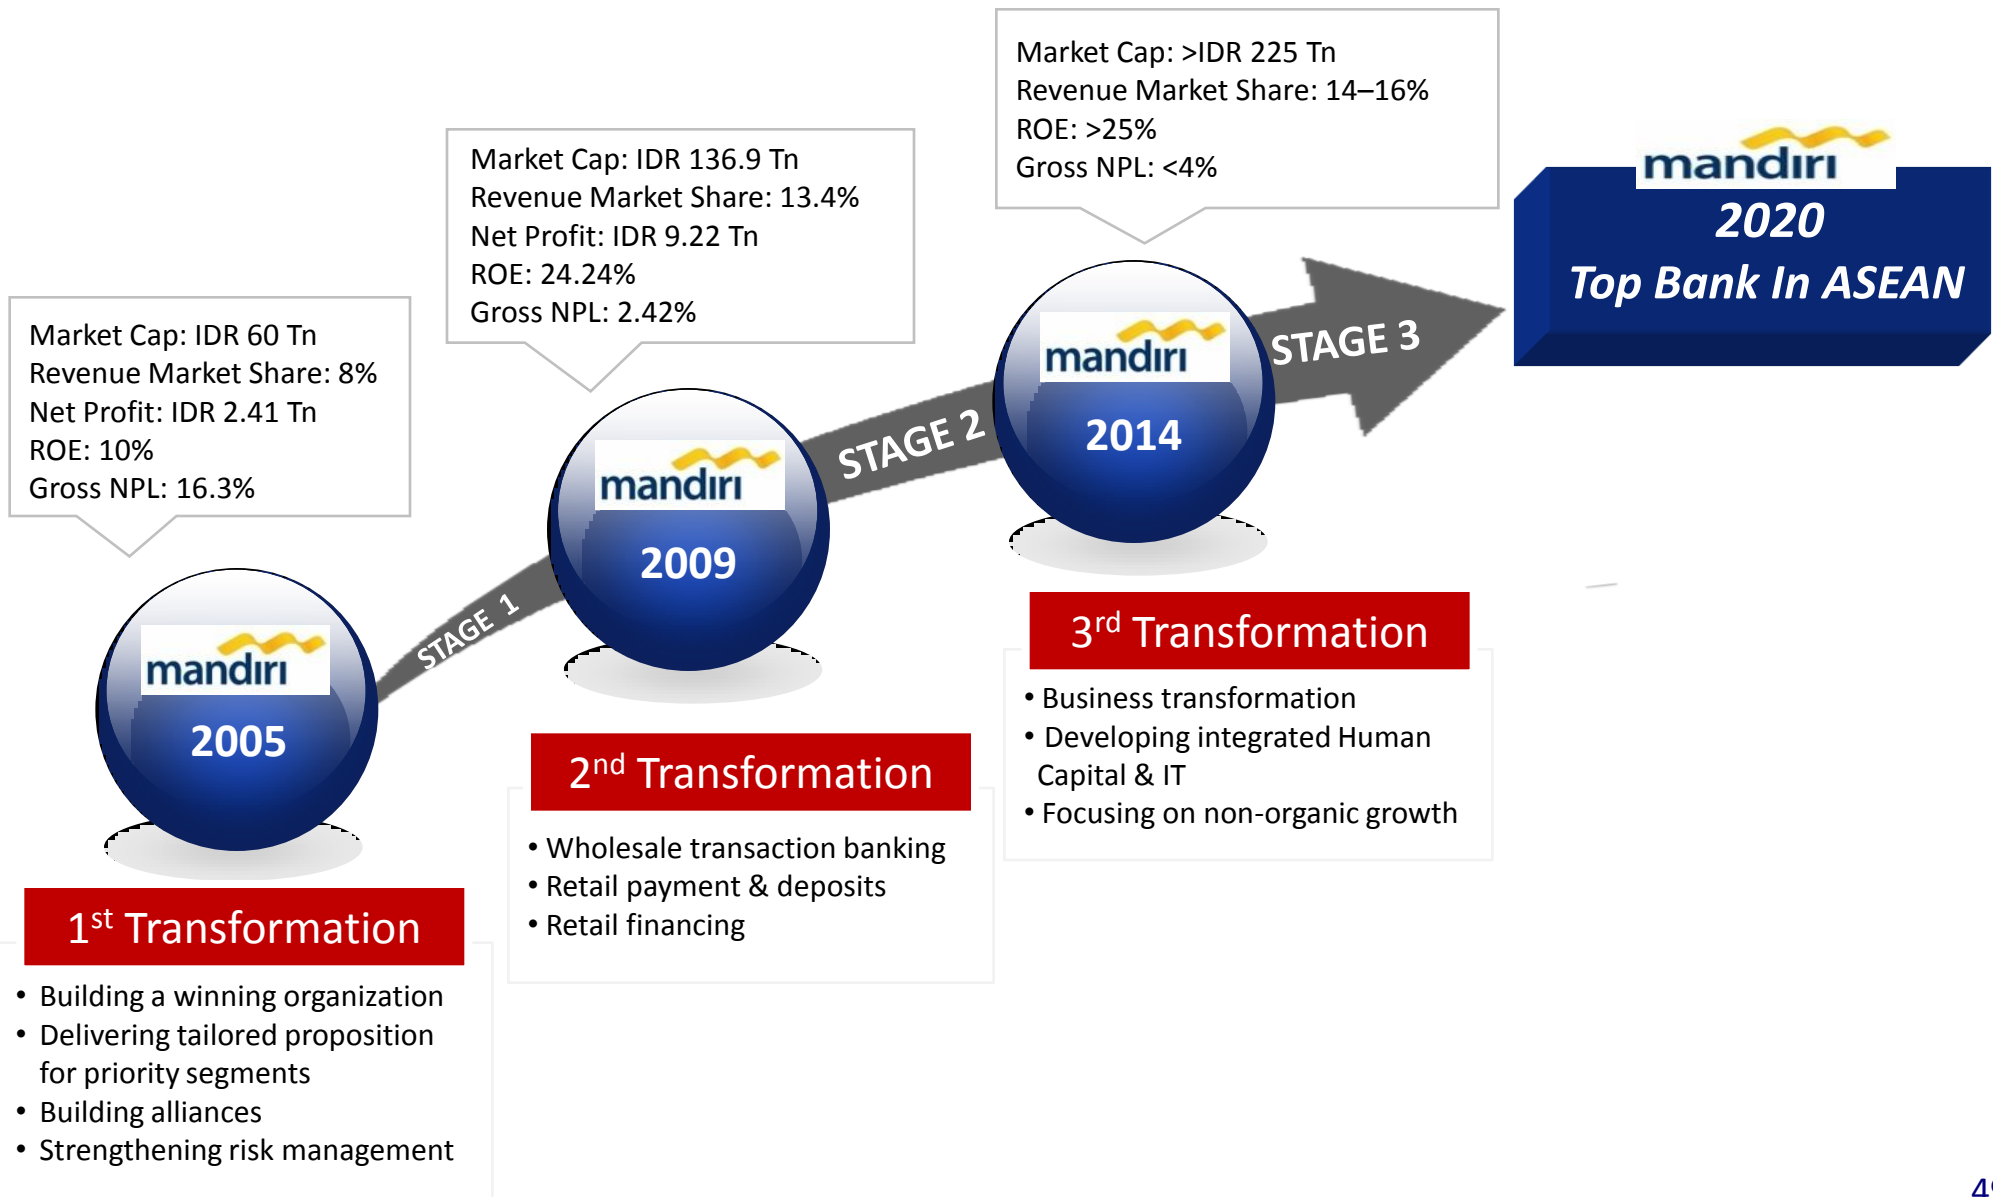 Market Cap: IDR 60 Tn
Revenue Market Share: 8%
Net Profit: IDR 2.41 Tn
ROE: 10%
Gross NPL: 16.3%
mandırı
2005
1st Transformation
• Building a winning organization
• Delivering tailored proposition
for priority segments
• Building alliances
• Strengthening risk management
STAGE 1
Market Cap: IDR 136.9 Tn
Revenue Market Share: 13.4%
Net Profit: IDR 9.22 Tn
ROE: 24.24%
Gross NPL: 2.42%
mandırı
2009
2nd Transformation
• Wholesale transaction banking
• Retail payment & deposits
• Retail financing
STAGE 2
Market Cap: >IDR 225 Tn
Revenue Market Share: 14–16%
ROE: >25%
Gross NPL: <4%
mandırı
2014
3rd Transformation
• Business transformation
• Developing integrated Human
Capital & IT
• Focusing on non-organic growth
STAGE 3
mandırı
2020
Top Bank In ASEAN